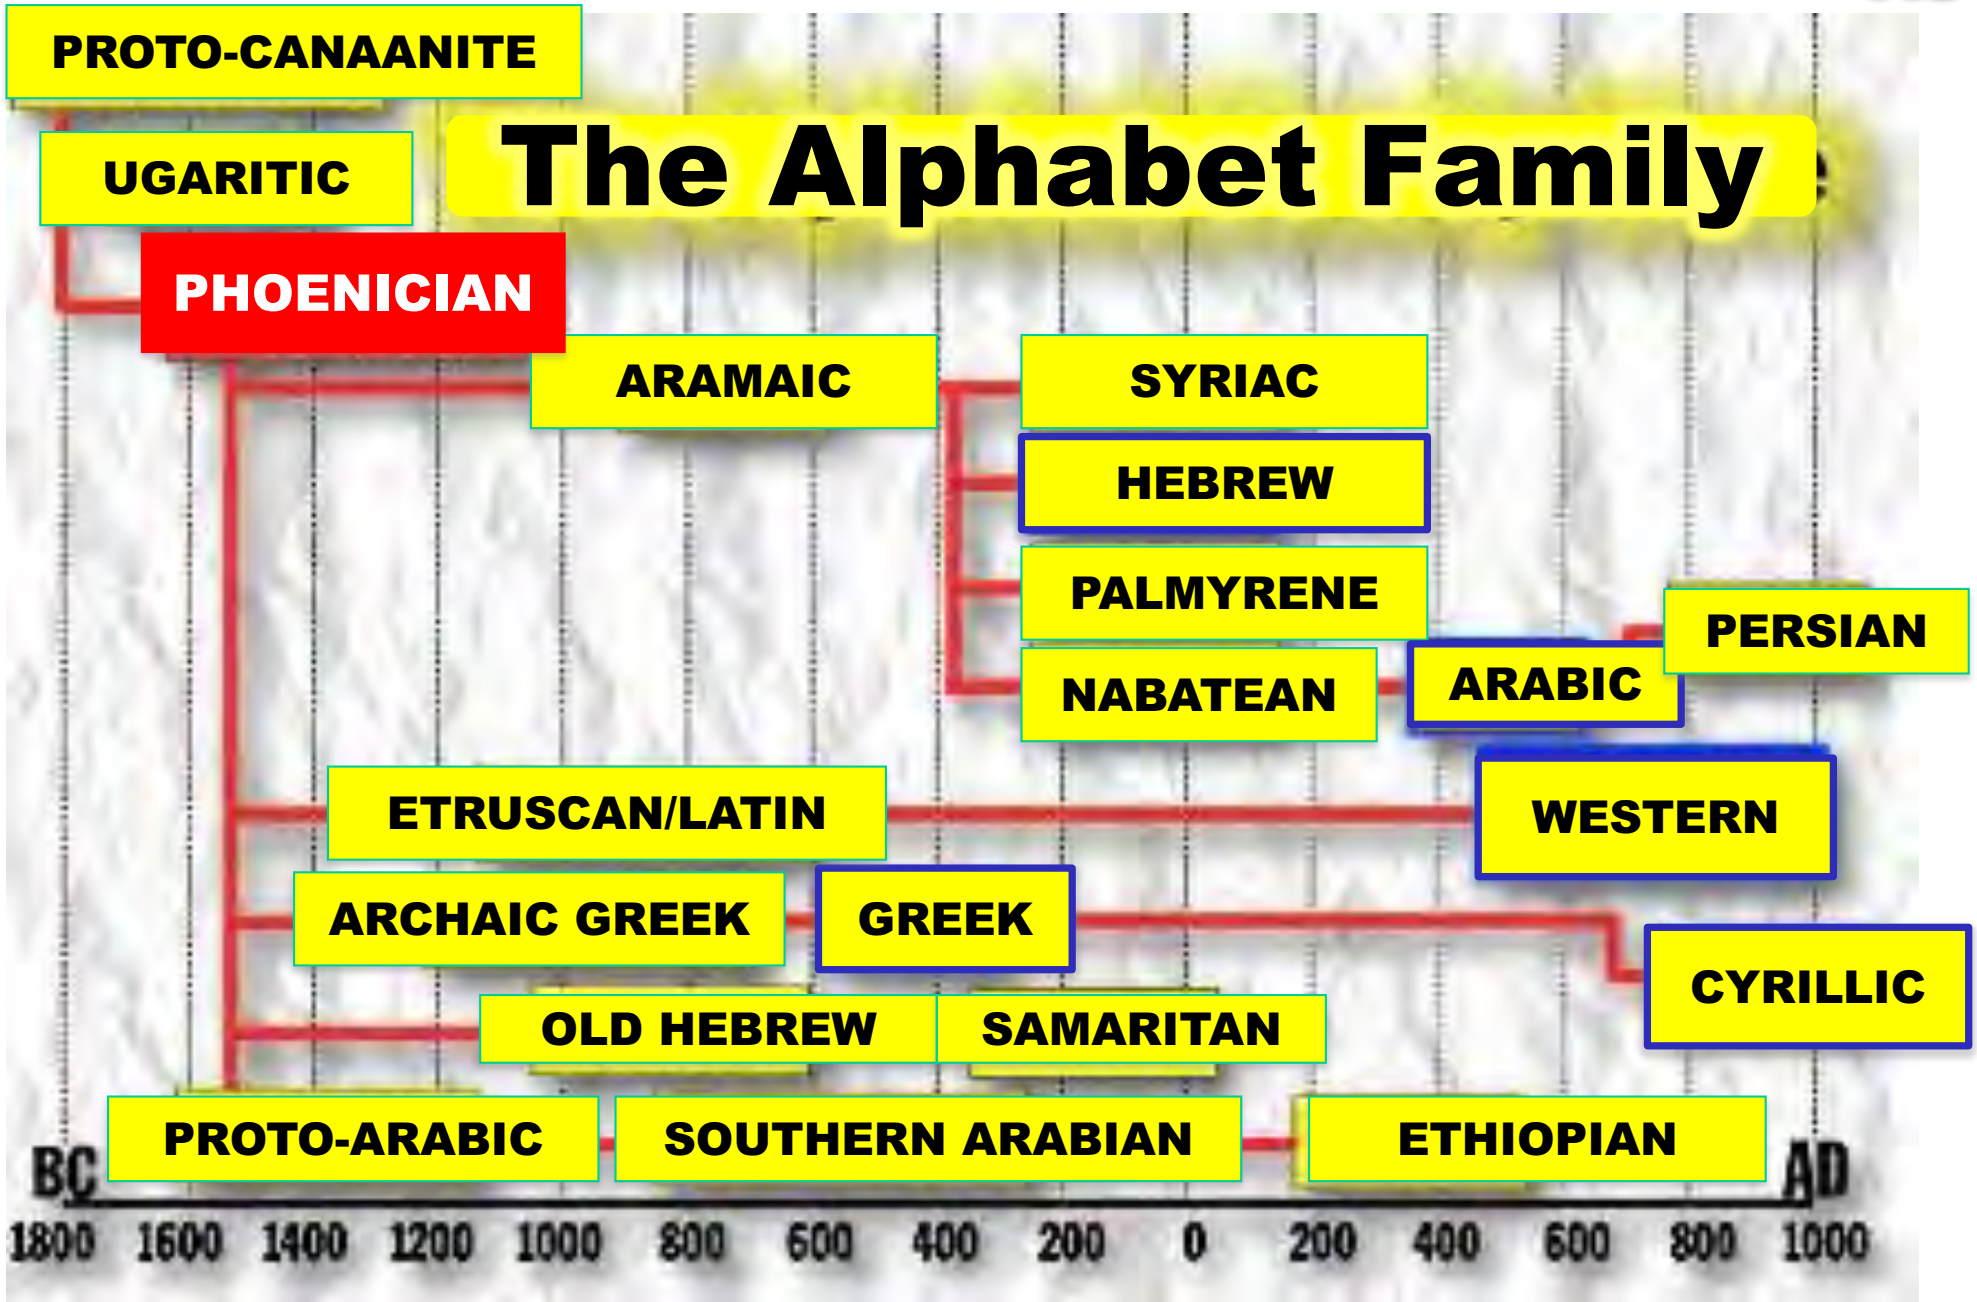 PROTO-CANAANITE
The Alphabet Family
UGARITIC
PHOENICIAN
ARAMAIC
SYRIAC
HEBREW
PALMYRENE
PERSIAN
NABATEAN
ARABIC
ETRUSCAN/LATIN
WESTERN
ARCHAIC GREEK
GREEK
CYRILLIC
OLD HEBREW
SAMARITAN
PROTO-ARABIC
SOUTHERN ARABIAN
ETHIOPIAN
BC
AD
1800 1600 1400 1200 1000 800 600 400 200 0 200 400 600 800 1000